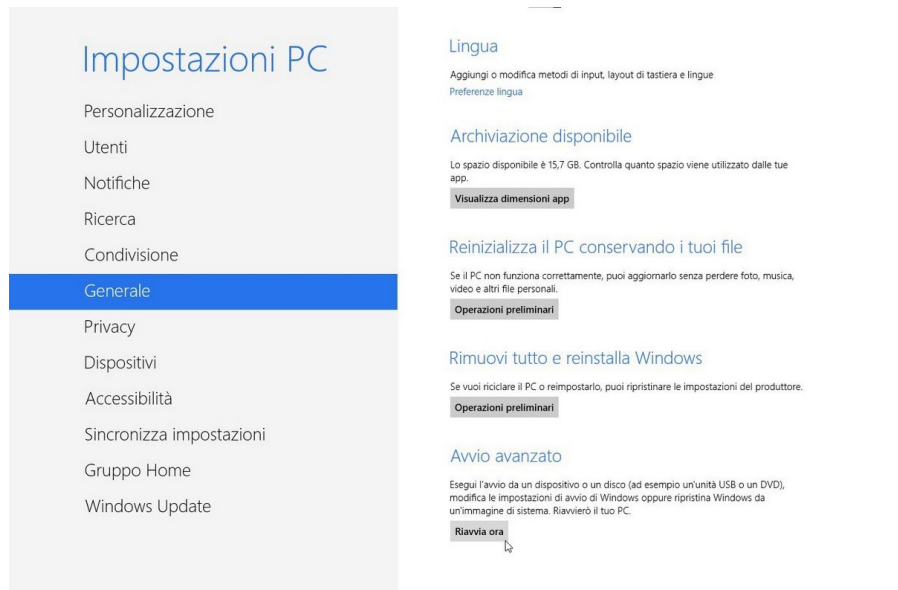 Impostazioni PC
Personalizzazione
Utenti
Notifiche
Ricerca
Condivisione
Generale
Privacy
Dispositivi
Accessibilità
Sincronizza impostazioni
Gruppo Home
Windows Update
Lingua
Aggiungi o modifica metodi di input, layout di tastiera e lingue
Preferenze lingua
Archiviazione disponibile
Lo spazio disponibile è 15,7 GB. Controlla quanto spazio viene utilizzato dalle tue
app.
Visualizza dimensioni app
Reinizializza il PC conservando i tuoi file
Se il PC non funziona correttamente, puoi aggiornarlo senza perdere foto, musica,
video e altri file personali.
Operazioni preliminari
Rimuovi tutto e reinstalla Windows
Se vuoi riciclare il PC o reimpostarlo, puoi ripristinare le impostazioni del produttore.
Operazioni preliminari
Avvio avanzato
Esegui l'avvio da un dispositivo o un disco (ad esempio un'unità USB o un DVD),
modifica le impostazioni di avvio di Windows oppure ripristina Windows da
un'immagine di sistema. Riavvierò il tuo PC.
Riavvia ora